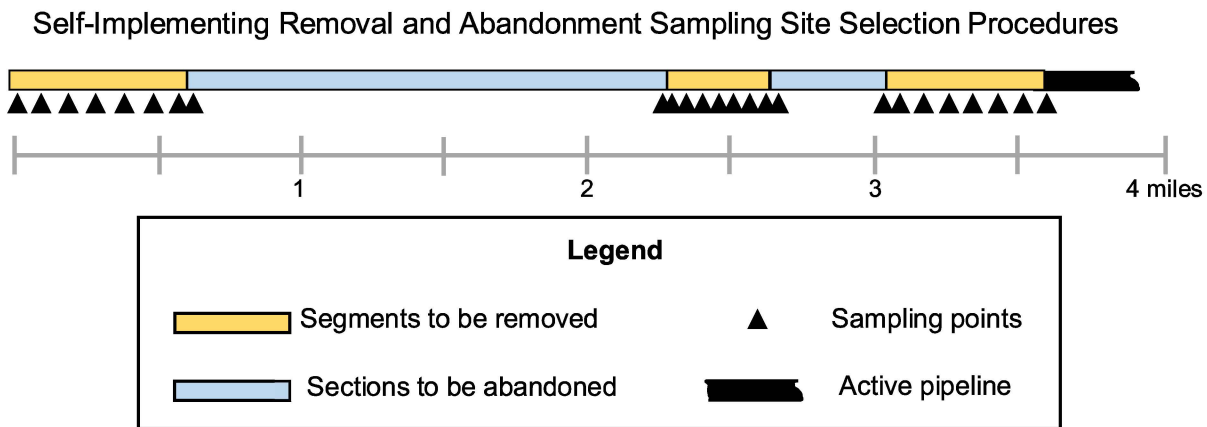 Self-Implementing Removal and Abandonment Sampling Site Selection Procedures
1 2 3 4 miles
Legend
Segments to be removed Sampling points
Sections to be abandoned Active pipeline